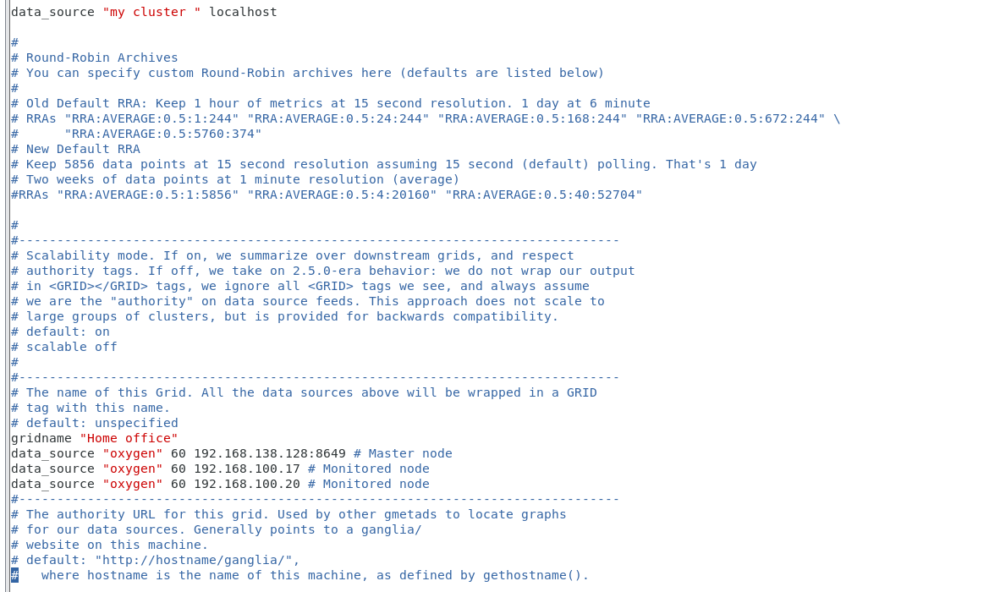 data_source "my cluster " localhost

#
# Round-Robin Archives
# You can specify custom Round-Robin archives here (defaults are listed below)
#
# Old Default RRA: Keep 1 hour of metrics at 15 second resolution. 1 day at 6 minute
# RRAs "RRA:AVERAGE:0.5:1:244" "RRA:AVERAGE:0.5:24:244" "RRA:AVERAGE:0.5:168:244" "RRA:AVERAGE:0.5:672:244" \
#      "RRA:AVERAGE:0.5:5760:374"
# New Default RRA
# Keep 5856 data points at 15 second resolution assuming 15 second (default) polling. That's 1 day
# Two weeks of data points at 1 minute resolution (average)
#RRAs "RRA:AVERAGE:0.5:1:5856" "RRA:AVERAGE:0.5:4:20160" "RRA:AVERAGE:0.5:40:52704"

#
#-------------------------------------------------------------------------------
# Scalability mode. If on, we summarize over downstream grids, and respect
# authority tags. If off, we take on 2.5.0-era behavior: we do not wrap our output
# in <GRID></GRID> tags, we ignore all <GRID> tags we see, and always assume
# we are the "authority" on data source feeds. This approach does not scale to
# large groups of clusters, but is provided for backwards compatibility.
# default: on
# scalable off
#
#-------------------------------------------------------------------------------
# The name of this Grid. All the data sources above will be wrapped in a GRID
# tag with this name.
# default: unspecified
gridname "Home office"
data_source "oxygen" 60 192.168.138.128:8649 # Master node
data_source "oxygen" 60 192.168.100.17 # Monitored node
data_source "oxygen" 60 192.168.100.20 # Monitored node
#-------------------------------------------------------------------------------
# The authority URL for this grid. Used by other gmetads to locate graphs
# for our data sources. Generally points to a ganglia/
# website on this machine.
# default: "http://hostname/ganglia/",
#   where hostname is the name of this machine, as defined by gethostname().